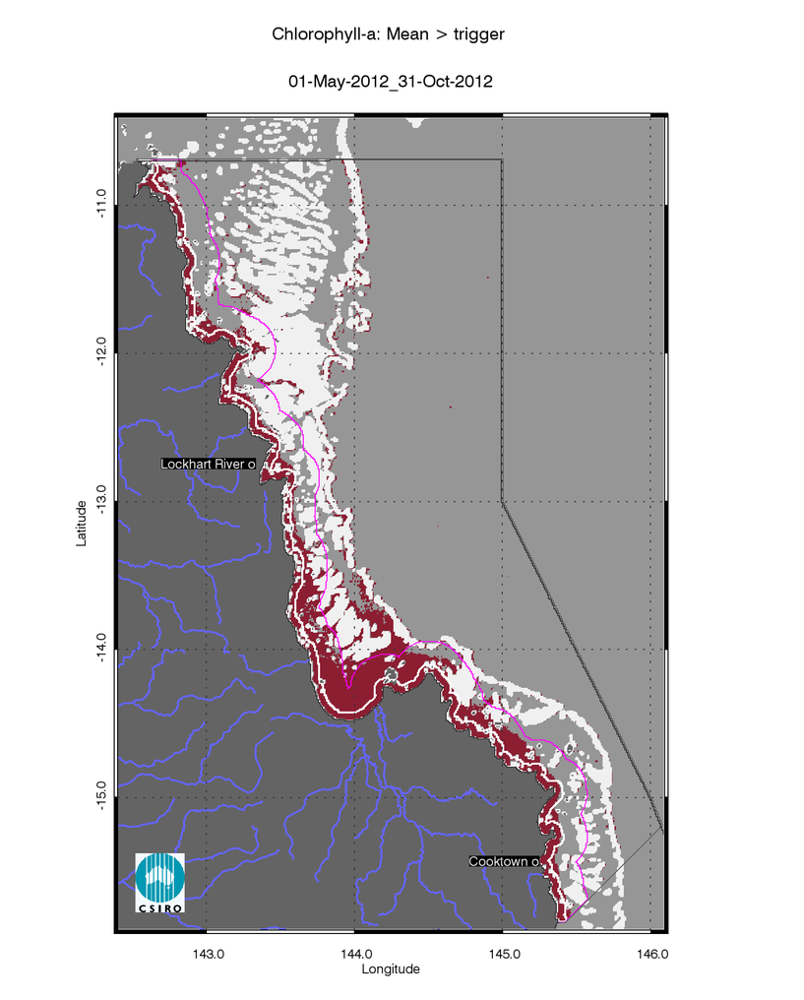 Chlorophyll-a: Mean > trigger
01-May-2012_31-Oct-2012
-11.0
-12.0
Lockhart River o
-13.0
Latitude
-14.0
-15.0
Cooktown o
CSIRO
143.0 144.0 145.0 146.0
Longitude